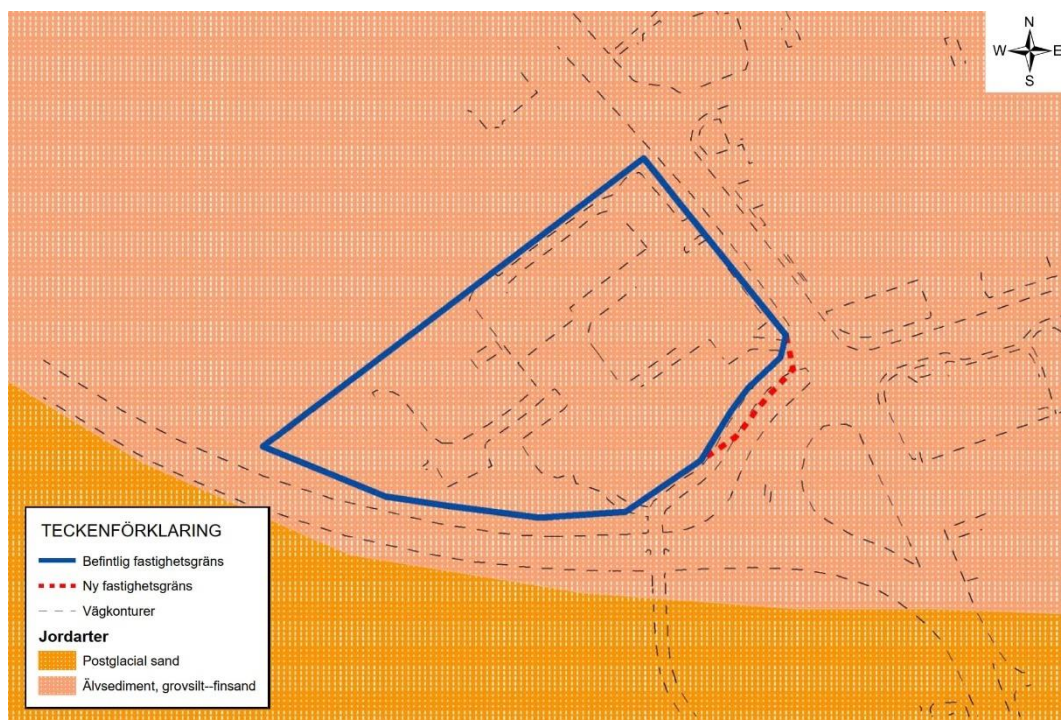 N
W E
S
TECKENFÖRKLARING
Befintlig fastighetsgräns
Ny fastighetsgräns
Vägkonturer
Jordarter
Postglacial sand
Älvsediment, grovsilt--finsand